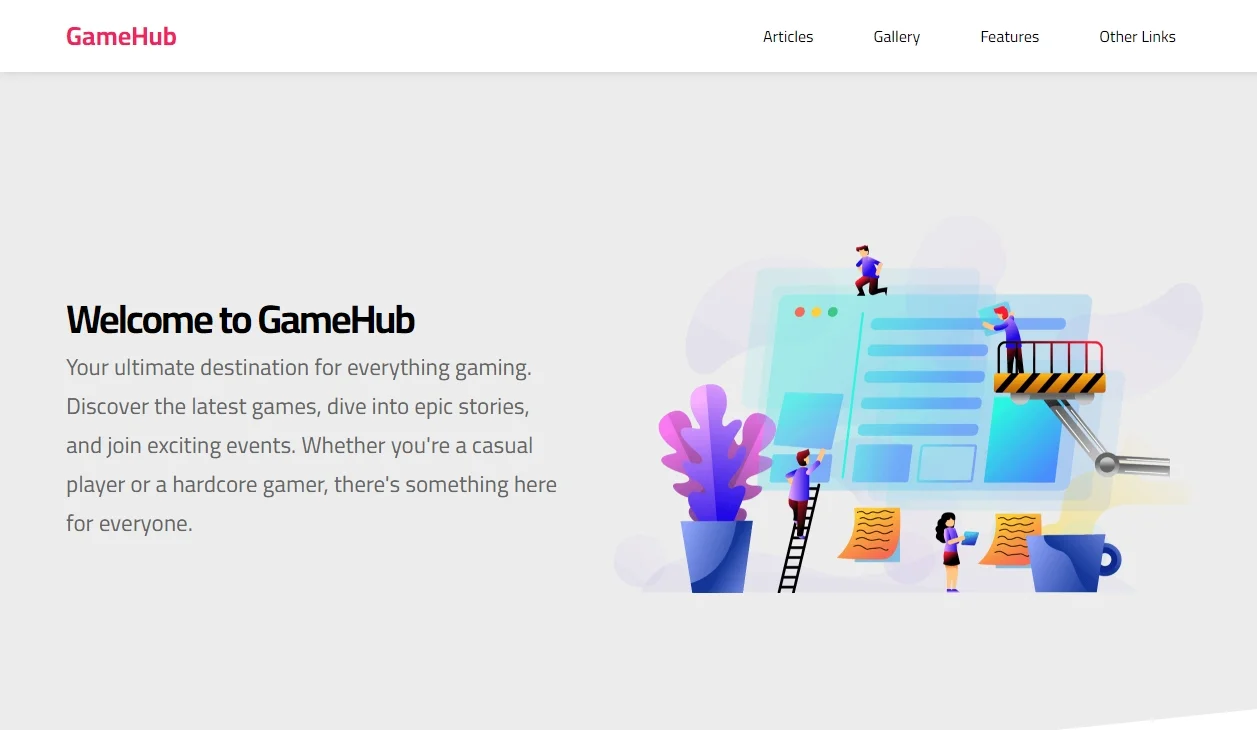 GameHub
Articles
Gallery
Features
Other Links
Welcome to GameHub
Your ultimate destination for everything gaming.
Discover the latest games, dive into epic stories,
and join exciting events. Whether you're a casual
player or a hardcore gamer, there's something here
for everyone.